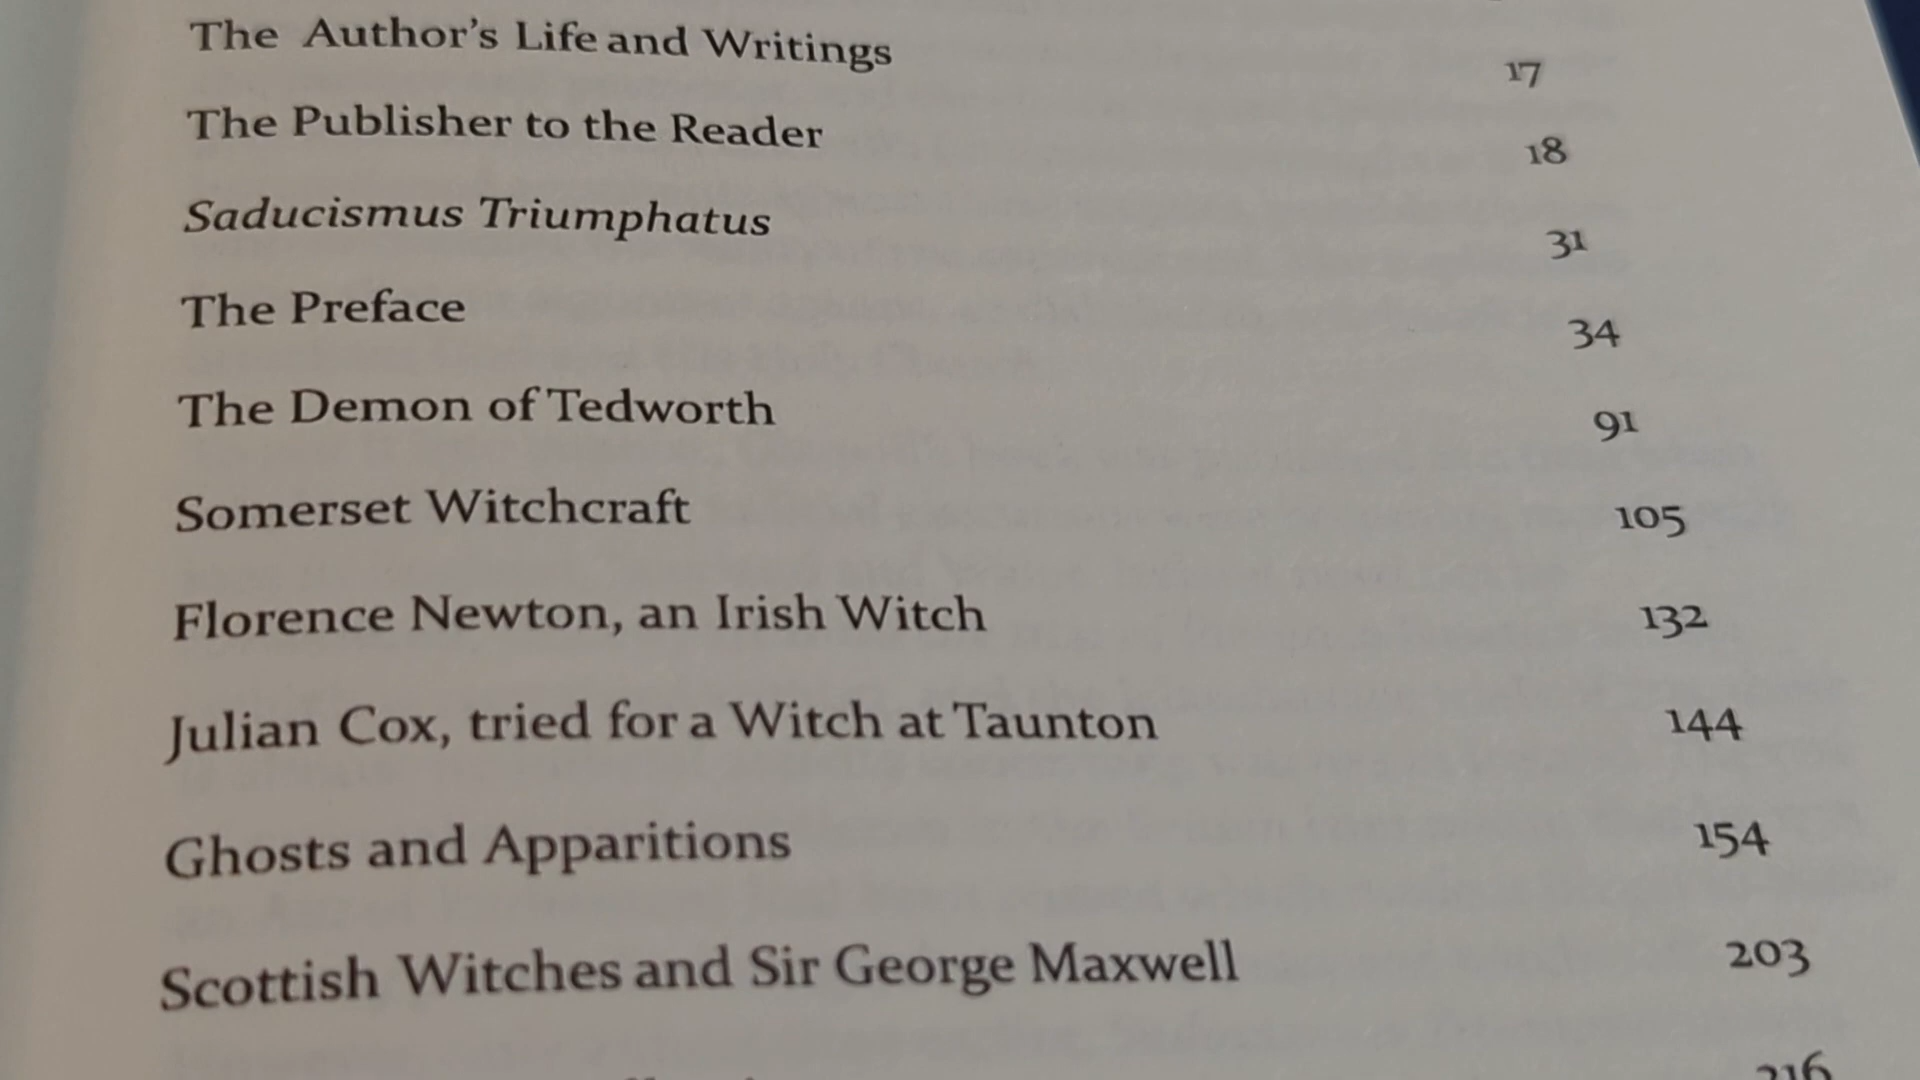 The Author's Life and Writings 17
The Publisher to the Reader 18
Saducismus Triumphatus 31
The Preface 34
The Demon of Tedworth 91
Somerset Witchcraft 105
Florence Newton, an Irish Witch 132
Julian Cox, tried for a Witch at Taunton 144
Ghosts and Apparitions 154
Scottish Witches and Sir George Maxwell 203
216